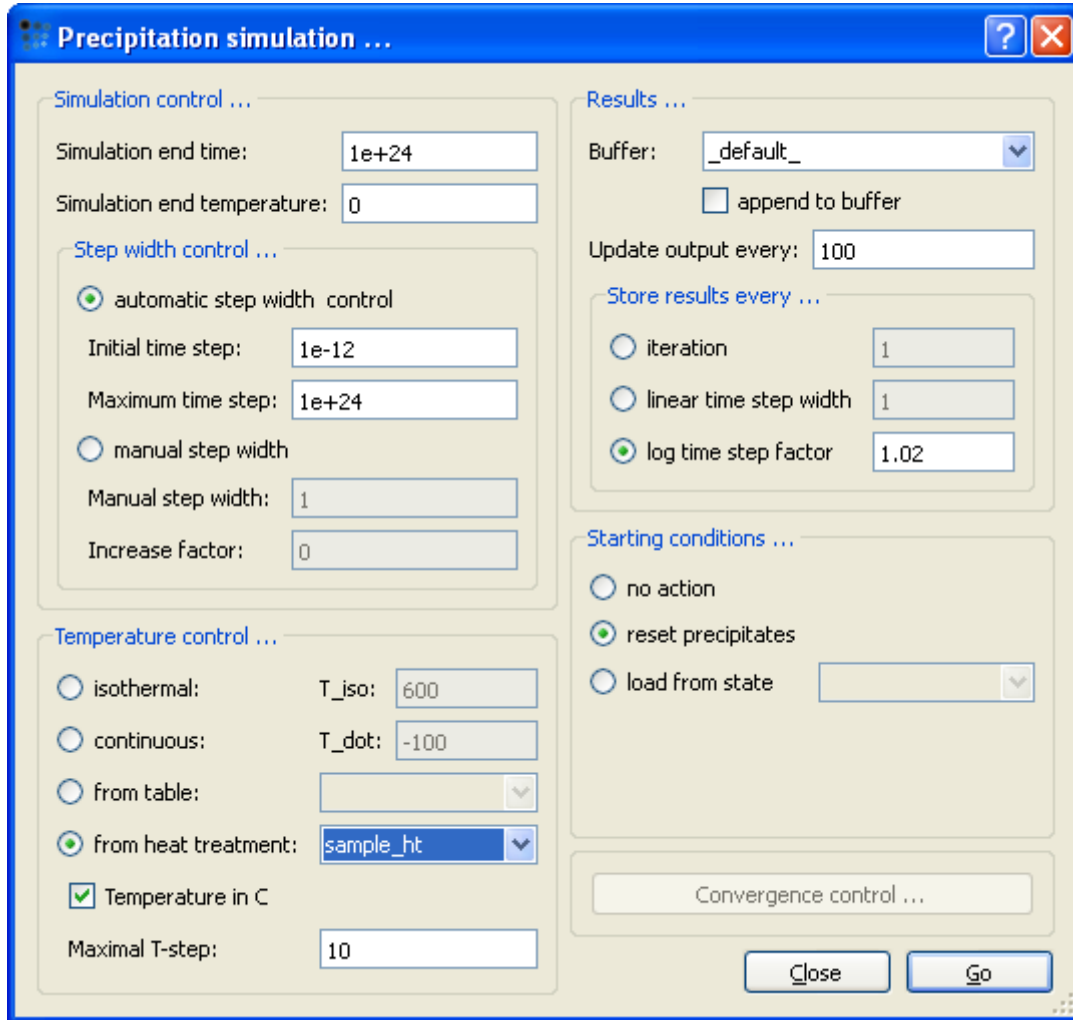 Precipitation simulation ...
Simulation control ...
Simulation end time: 1e+24
Simulation end temperature: 0
Step width control ...
automatic step width control
Initial time step: 1e-12
Maximum time step: 1e+24
manual step width
Manual step width: 1
Increase factor: 0
Temperature control ...
isothermal: T_iso: 600
continuous: T_dot: -100
from table:
from heat treatment: sample_ht
Temperature in C
Maximal T-step: 10
Results ...
Buffer: _default_
append to buffer
Update output every: 100
Store results every ...
iteration 1
linear time step width 1
log time step factor 1.02
Starting conditions ...
no action
reset precipitates
load from state
Convergence control ...
Close Go